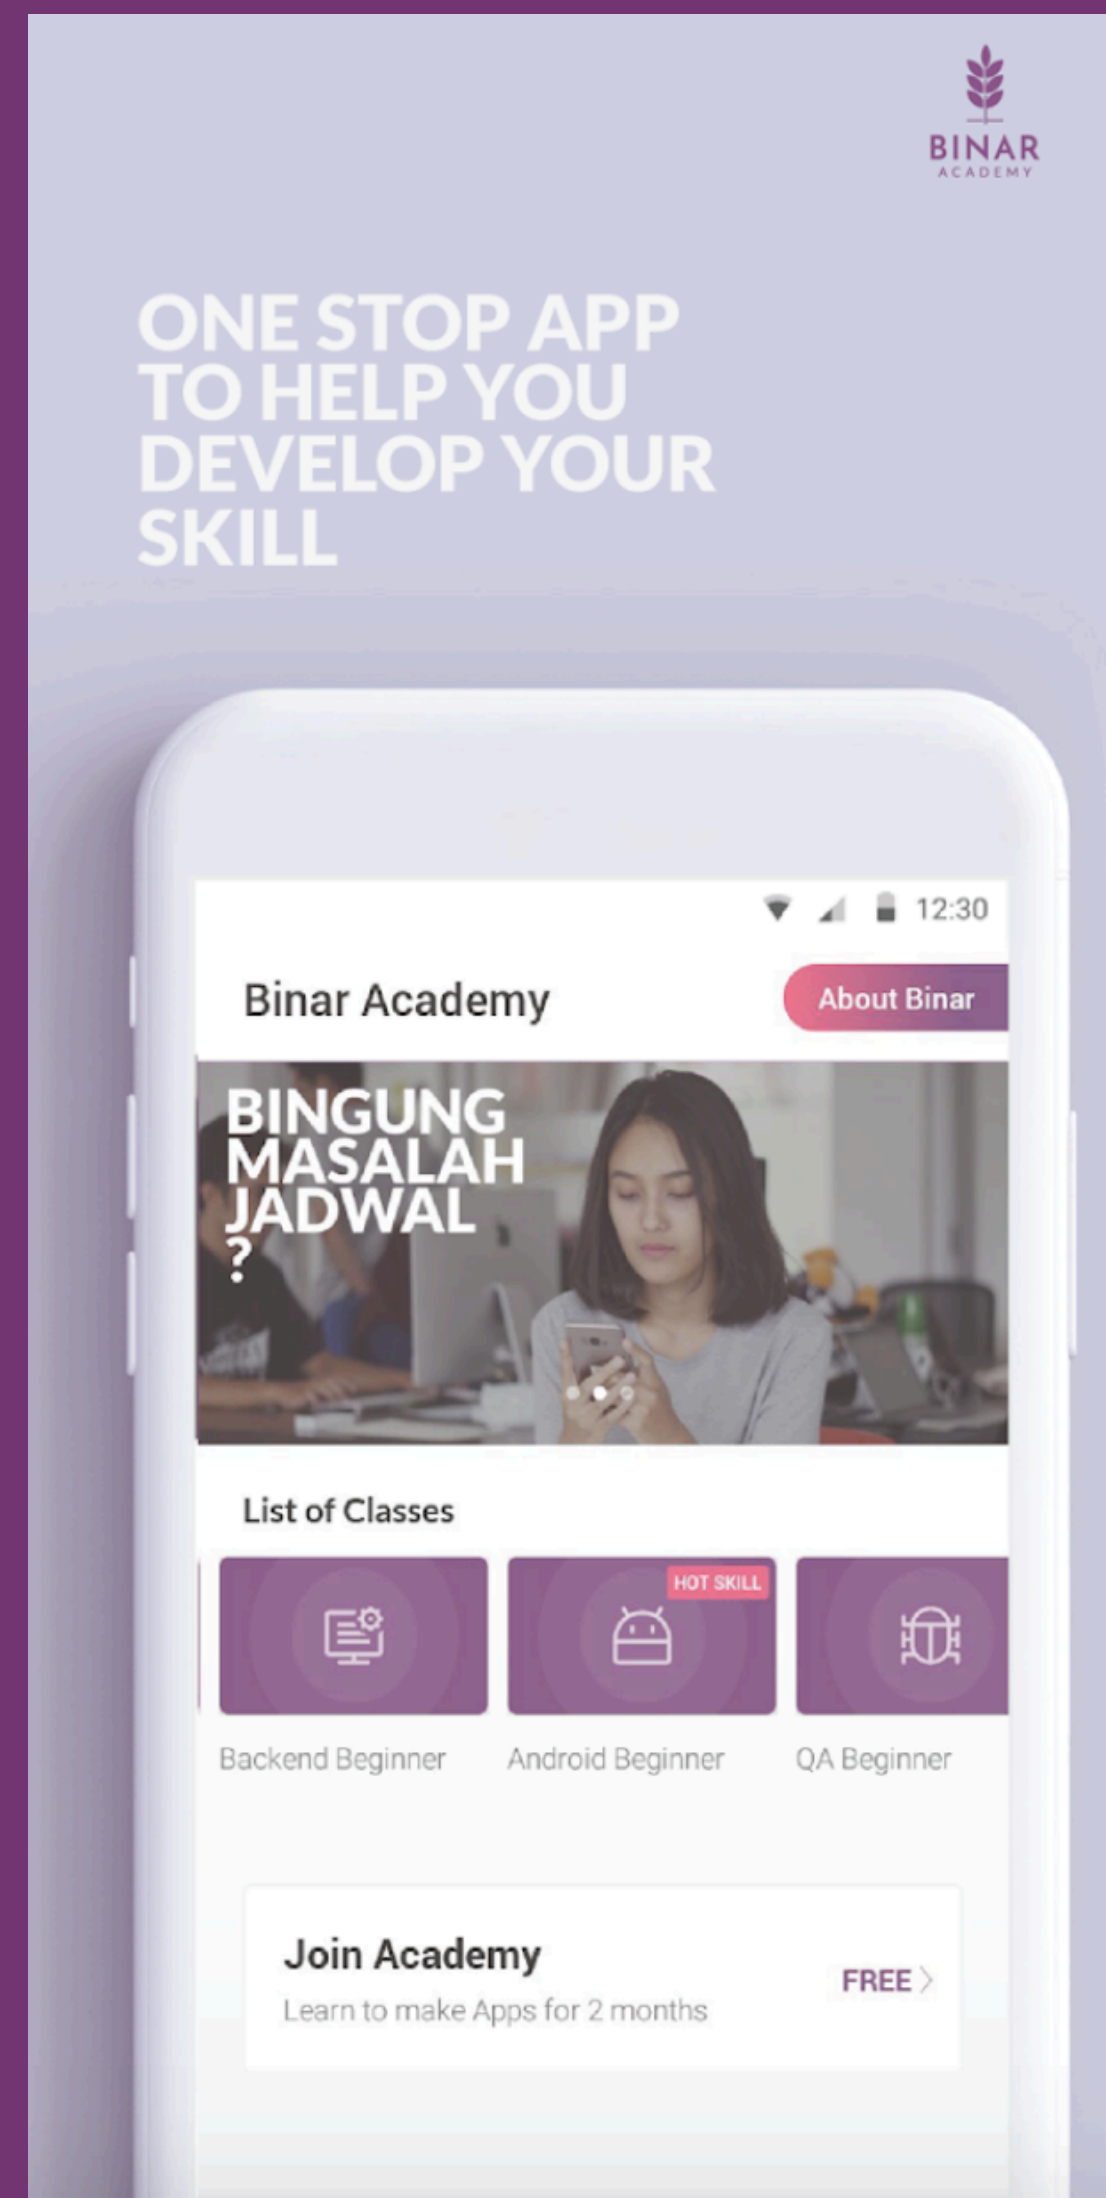 BINAR
ACADEMY
ONE STOP APP
TO HELP YOU
DEVELOP YOUR
SKILL
12:30
Binar Academy
About Binar
BINGUNG
MASALAH
JADWAL
?
List of Classes
HOT SKILL
Backend Beginner
Android Beginner
QA Beginner
Join Academy
FREE
Learn to make Apps for 2 months